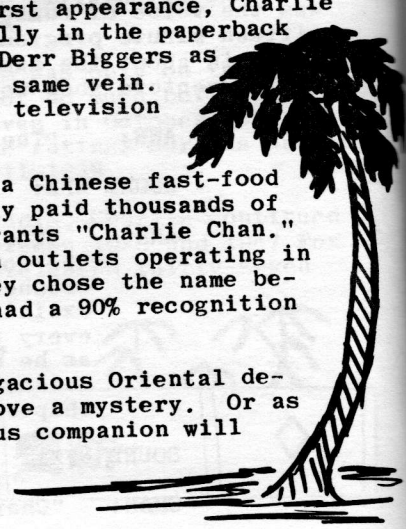 rst appearance, Charlie
lly in the paperback
Derr Biggers as
same vein.
television
a Chinese fast-food
y paid thousands of
rants "Charlie Chan."
outlets operating in
ey chose the name be-
had a 90% recognition
gacious Oriental de-
ove a mystery. Or as
us companion will